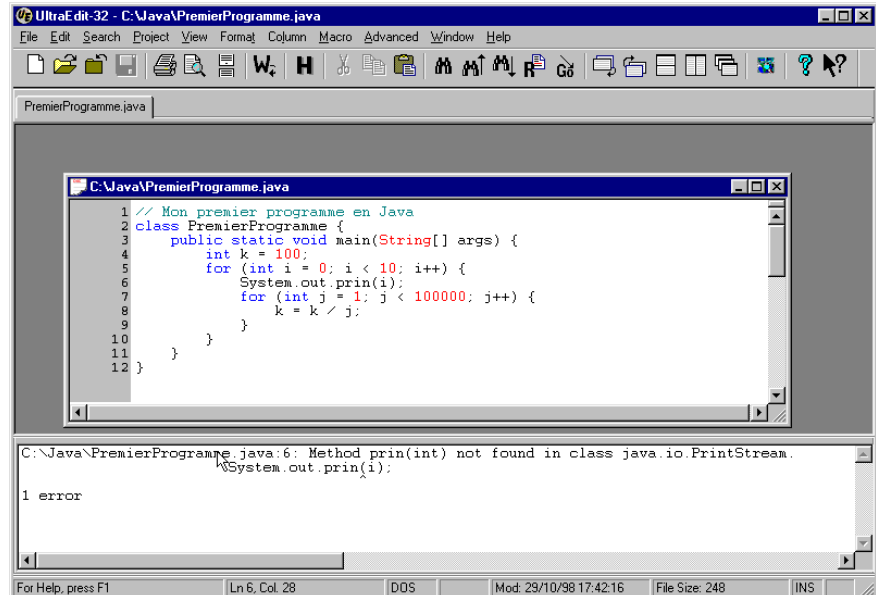 UltraEdit-32 - C:\Java\PremierProgramme.java
File Edit Search Project View Format Column Macro Advanced Window Help
PremierProgramme.java
C:\Java\PremierProgramme.java
1 // Mon premier programme en Java
2 class PremierProgramme {
3     public static void main(String[] args) {
4         int k = 100;
5         for (int i = 0; i < 10; i++) {
6             System.out.prin(i);
7             for (int j = 1; j < 100000; j++) {
8                 k = k / j;
9             }
10         }
11     }
12 }
C:\Java\PremierProgramme.java:6: Method prin(int) not found in class java.io.PrintStream.
System.out.prin(i);
^
1 error
For Help, press F1 Ln 6, Col. 28 DOS Mod: 29/10/98 17:42:16 File Size: 248 INS